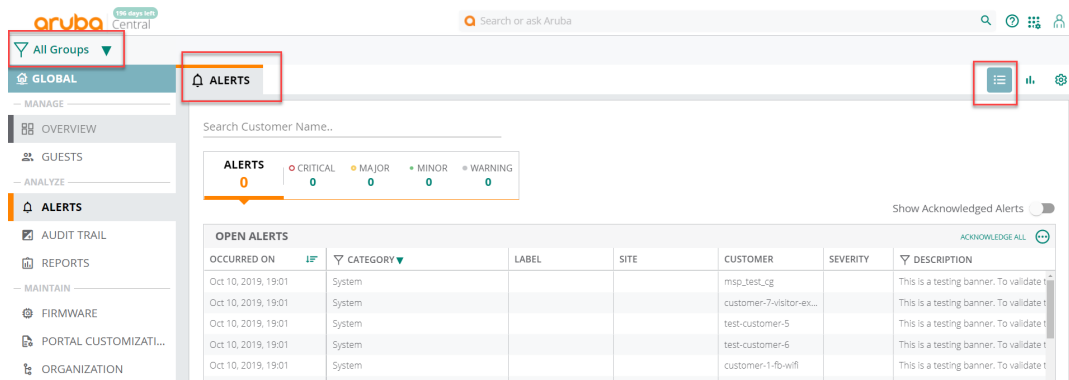 196 days left
aruba Central
Search or ask Aruba
All Groups
GLOBAL
ALERTS
MANAGE
OVERVIEW
GUESTS
ANALYZE
ALERTS
AUDIT TRAIL
REPORTS
MAINTAIN
FIRMWARE
PORTAL CUSTOMIZATI...
ORGANIZATION
Search Customer Name..
ALERTS CRITICAL MAJOR MINOR WARNING
0 0 0 0 0
Show Acknowledged Alerts
OPEN ALERTS ACKNOWLEDGE ALL
OCCURRED ON CATEGORY LABEL SITE CUSTOMER SEVERITY DESCRIPTION
Oct 10, 2019, 19:01 System msp_test_cg This is a testing banner. To validate t
Oct 10, 2019, 19:01 System customer-7-visitor-ex... This is a testing banner. To validate t
Oct 10, 2019, 19:01 System test-customer-5 This is a testing banner. To validate t
Oct 10, 2019, 19:01 System test-customer-6 This is a testing banner. To validate t
Oct 10, 2019, 19:01 System customer-1-fb-wifi This is a testing banner. To validate t